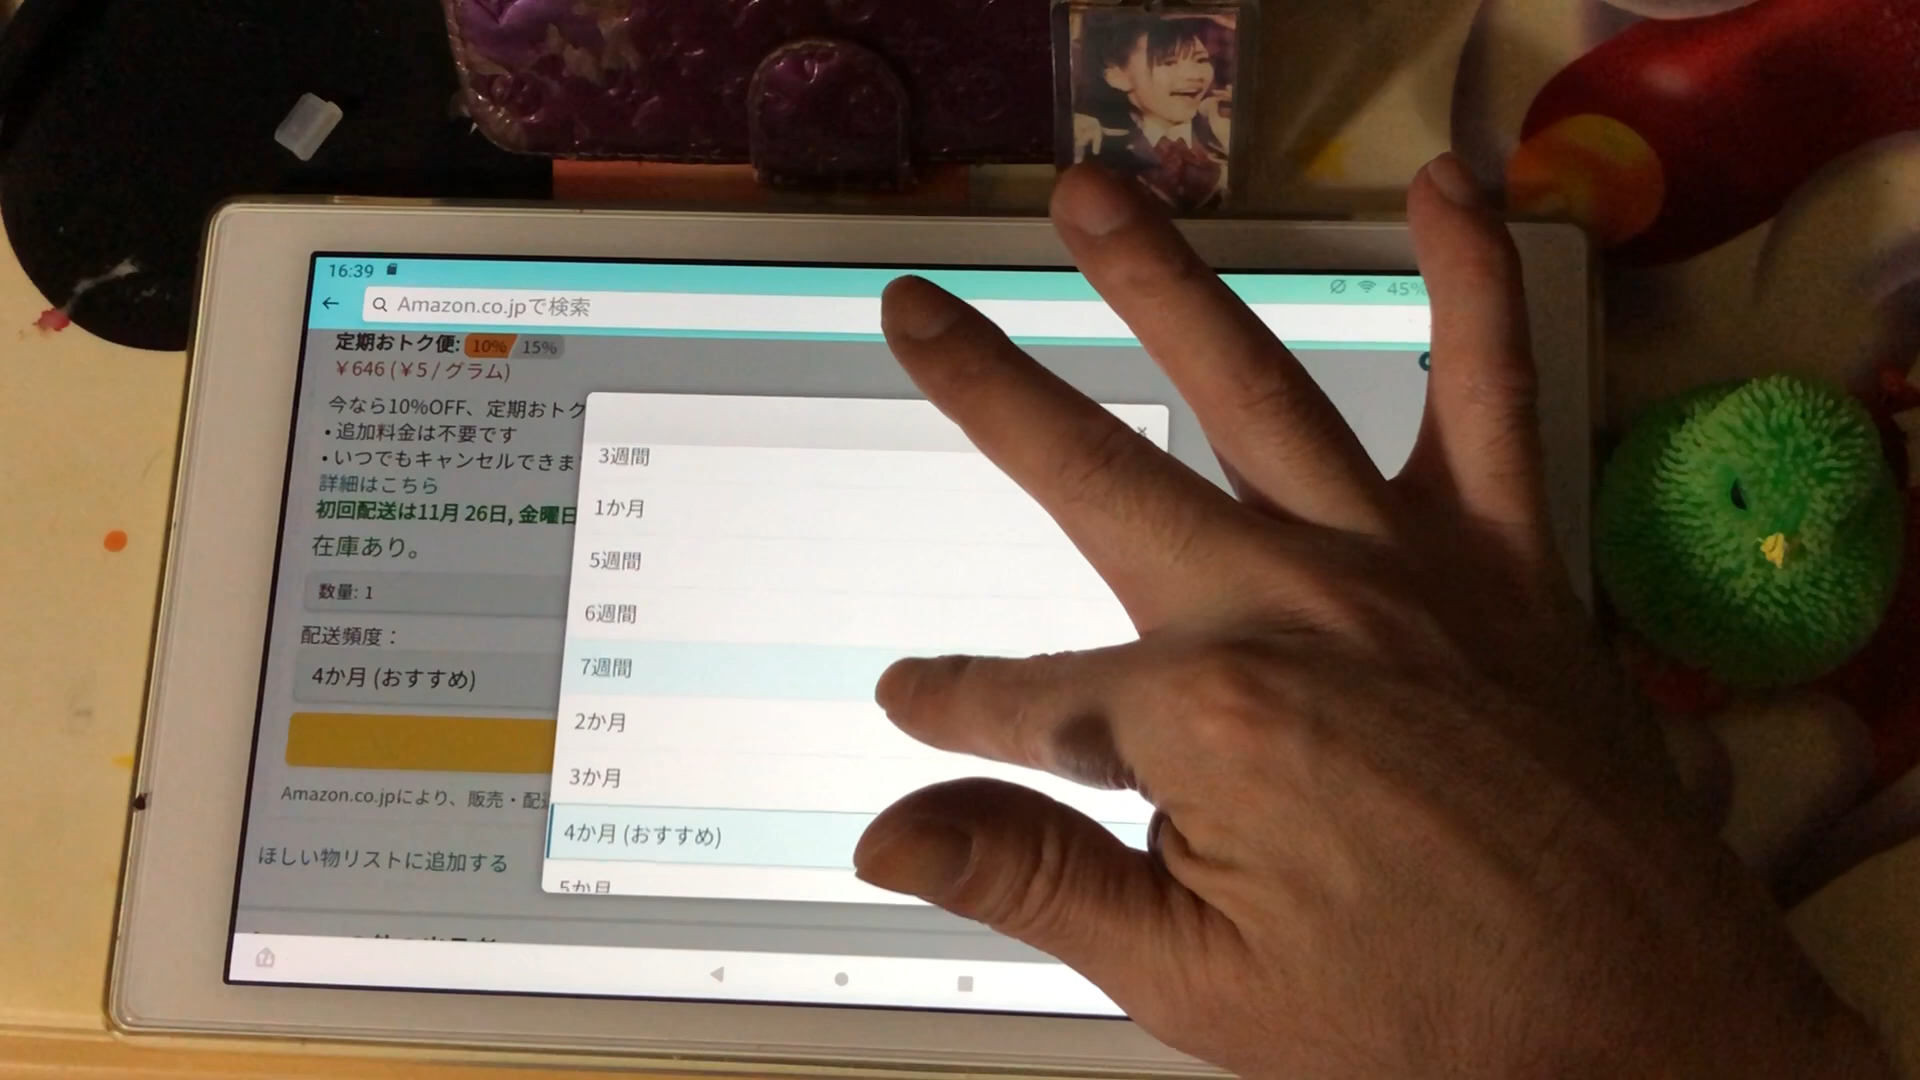 16:39
45%
Amazon.co.jpで検索
定期おトク便: 10% 15%
¥646 (¥5 / グラム)
今なら10%OFF、定期おトク
• 追加料金は不要です
• いつでもキャンセルできま
詳細はこちら
初回配送は11月 26日, 金曜日
在庫あり。
数量: 1
配送頻度：
4か月 (おすすめ)
Amazon.co.jpにより、販売・配
ほしい物リストに追加する
3週間
1か月
5週間
6週間
7週間
2か月
3か月
4か月 (おすすめ)
5か月